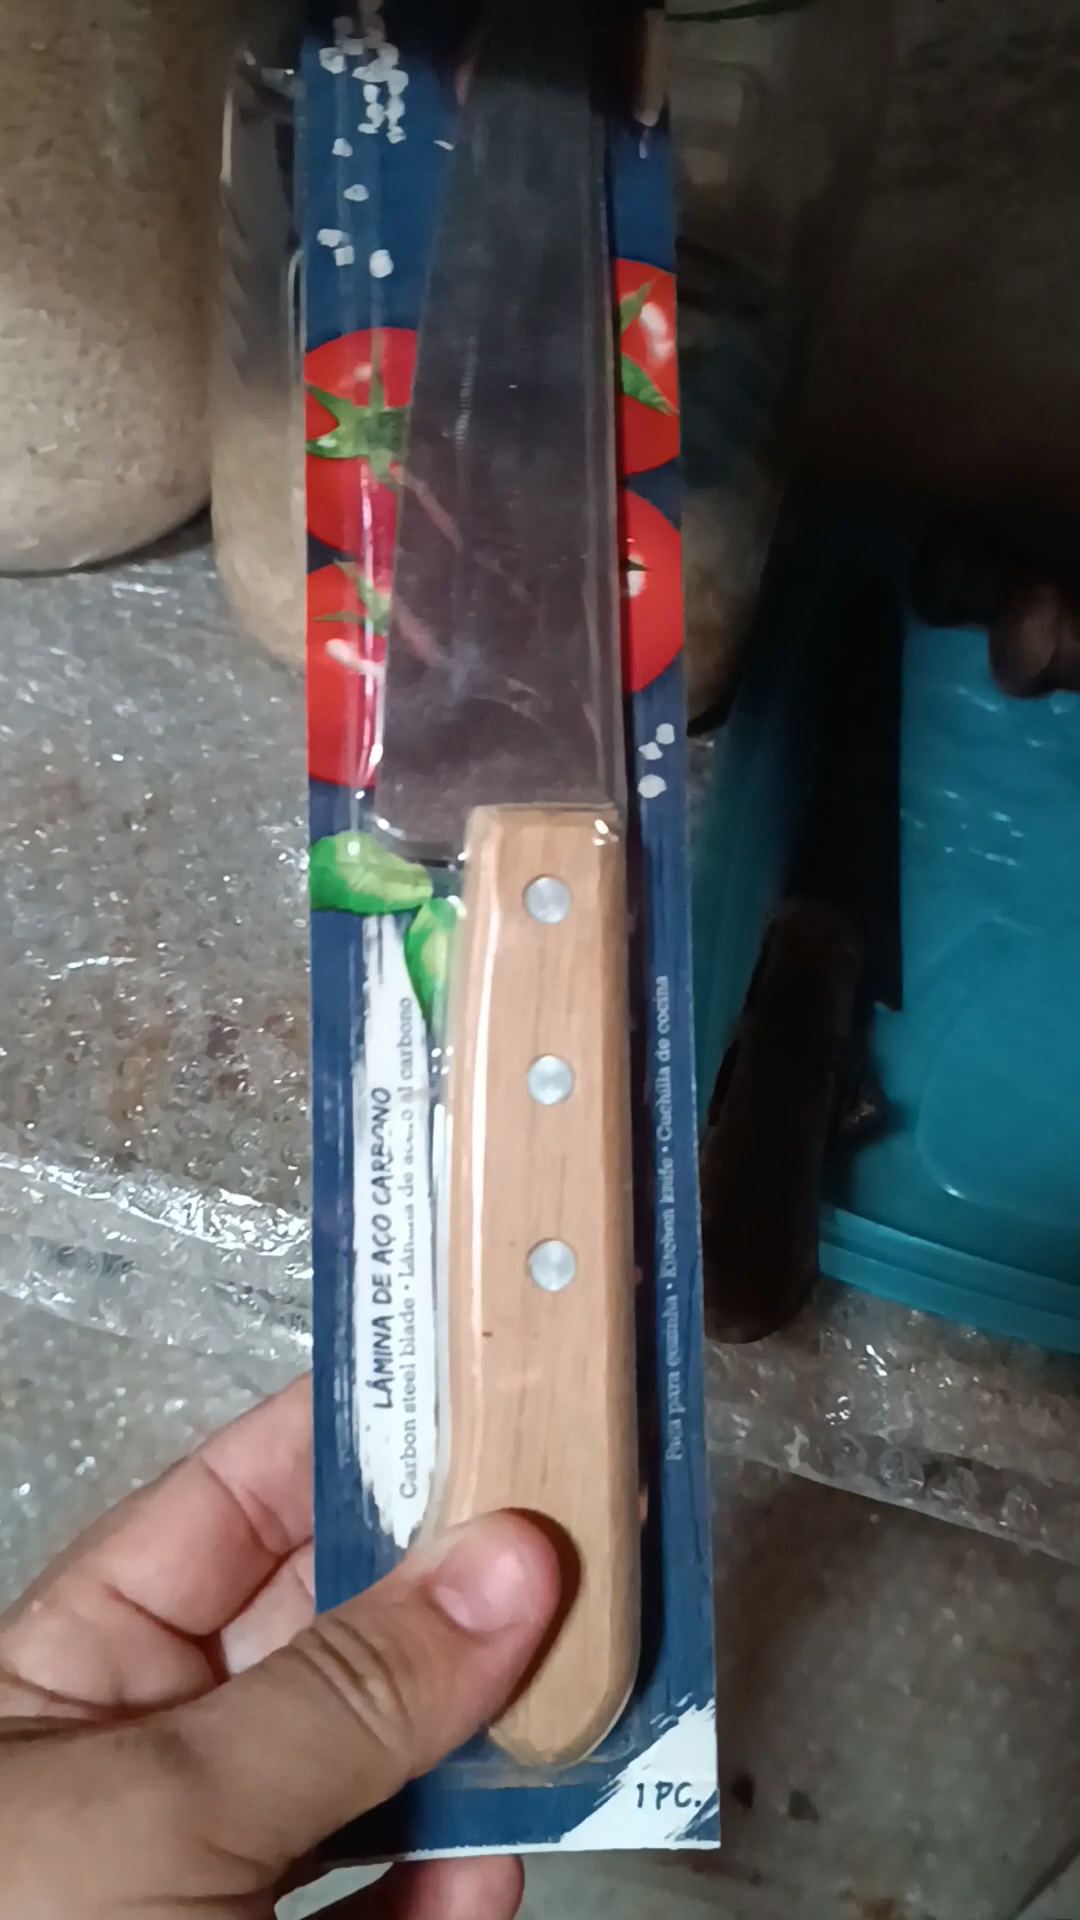 LÂMINA DE AÇO CARBONO
Carbon steel blade • Lámina de acero al carbono
Faca para cozinha • Kitchen knife • Cuchilla de cocina
1 PC.